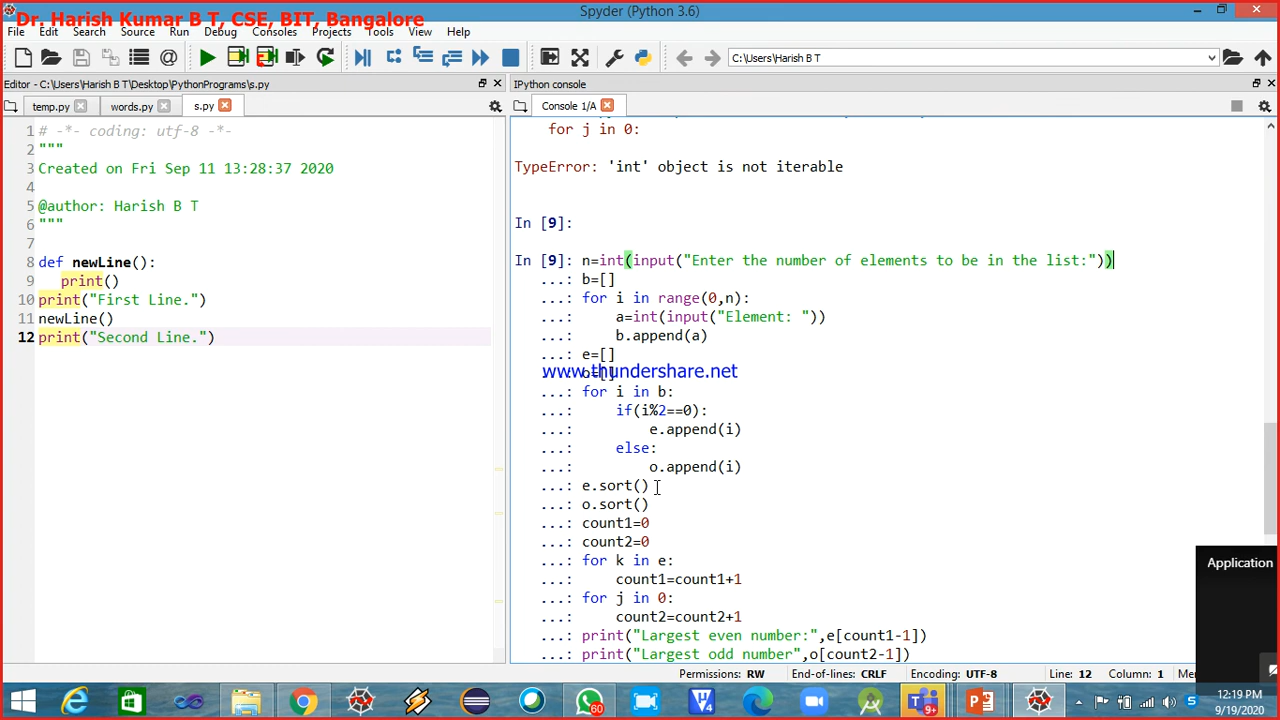 Dr. Harish Kumar B T, CSE, BIT, Bangalore
Spyder (Python 3.6)
File Edit Search Source Run Debug Consoles Projects Tools View Help
C:\Users\Harish B T
Editor - C:\Users\Harish B T\Desktop\PythonPrograms\s.py
temp.py words.py s.py
1 # -*- coding: utf-8 -*-
2 """
3 Created on Fri Sep 11 13:28:37 2020
4
5 @author: Harish B T
6 """
7
8 def newLine():
9 print()
10 print("First Line.")
11 newLine()
12 print("Second Line.")
IPython console
Console 1/A
for j in 0:
TypeError: 'int' object is not iterable
In [9]:
In [9]: n=int(input("Enter the number of elements to be in the list:"))
...: b=[]
...: for i in range(0,n):
...: a=int(input("Element: "))
...: b.append(a)
...: e=[]
...: o=[]
www.thundershare.net
...: for i in b:
...: if(i%2==0):
...: e.append(i)
...: else:
...: o.append(i)
...: e.sort()
...: o.sort()
...: count1=0
...: count2=0
...: for k in e:
...: count1=count1+1
...: for j in 0:
...: count2=count2+1
...: print("Largest even number:",e[count1-1])
...: print("Largest odd number",o[count2-1])
Application
Permissions: RW End-of-lines: CRLF Encoding: UTF-8 Line: 12 Column: 1
60
9+
12:19 PM
9/19/2020